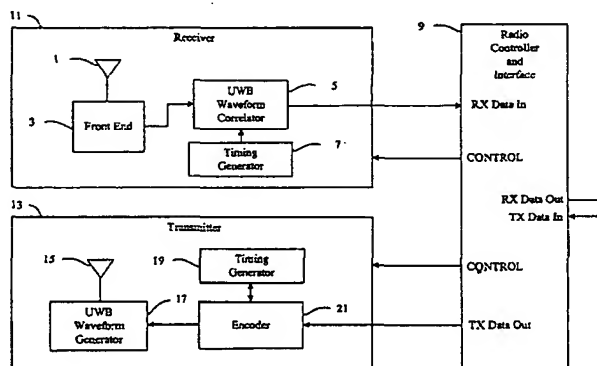 11
Receiver
1
3
Front End
UWB
Waveform
Correlator
5
Timing
Generator
7
9
Radio
Controller
and
Interface
RX Data In
CONTROL
RX Data Out
TX Data In
CONTROL
TX Data Out
13
Transmitter
15
19
Timing
Generator
UWB
Waveform
Generator
17
Encoder
21